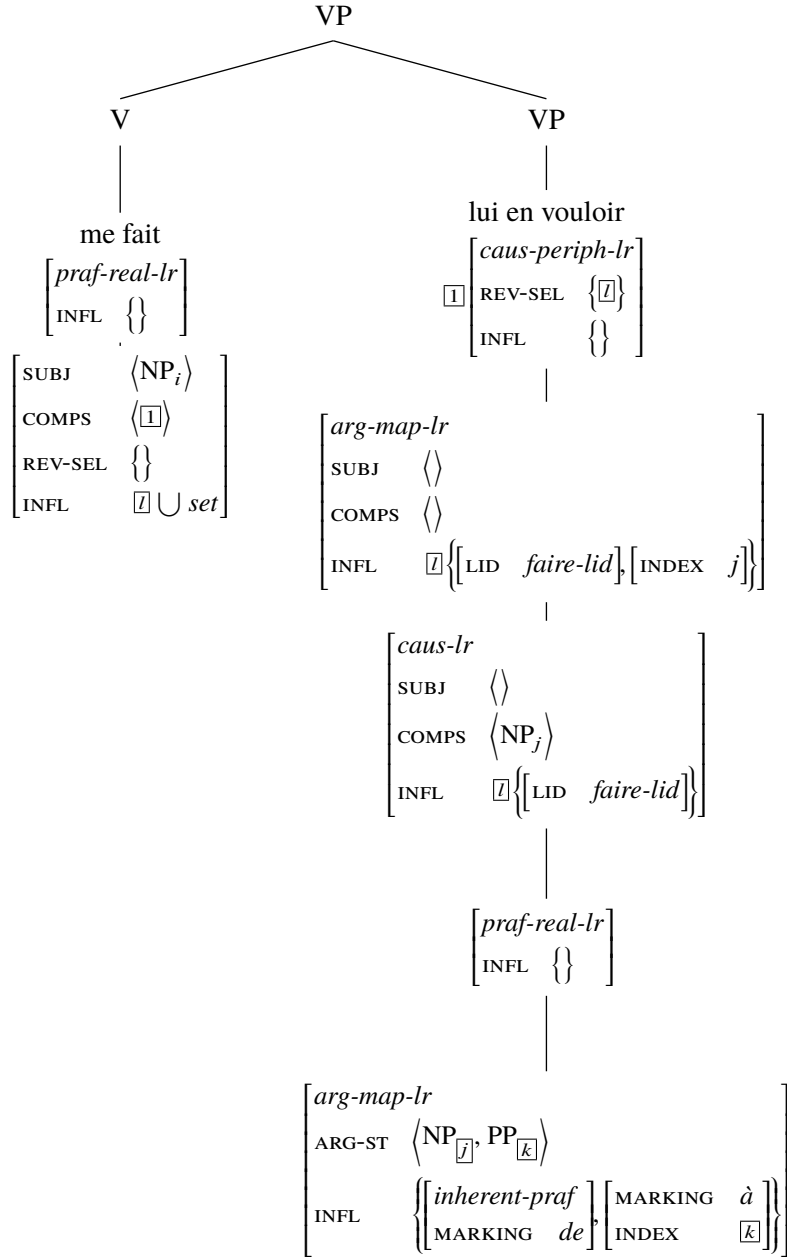 VP
V VP
me fait
[praf-real-lr
INFL {}]
[SUBJ ⟨NP_i⟩
COMPS ⟨[1]⟩
REV-SEL {}
INFL [l] ⋃ set]
lui en vouloir
[1] [caus-periph-lr
REV-SEL {[l]}
INFL {}]
[arg-map-lr
SUBJ ⟨⟩
COMPS ⟨⟩
INFL [l] {[LID faire-lid], [INDEX j]}]
[caus-lr
SUBJ ⟨⟩
COMPS ⟨NP_j⟩
INFL [l] {[LID faire-lid]}]
[praf-real-lr
INFL {}]
[arg-map-lr
ARG-ST ⟨NP_[j], PP_[k]⟩
INFL {[inherent-praf
MARKING de], [MARKING à
INDEX [k]]}]